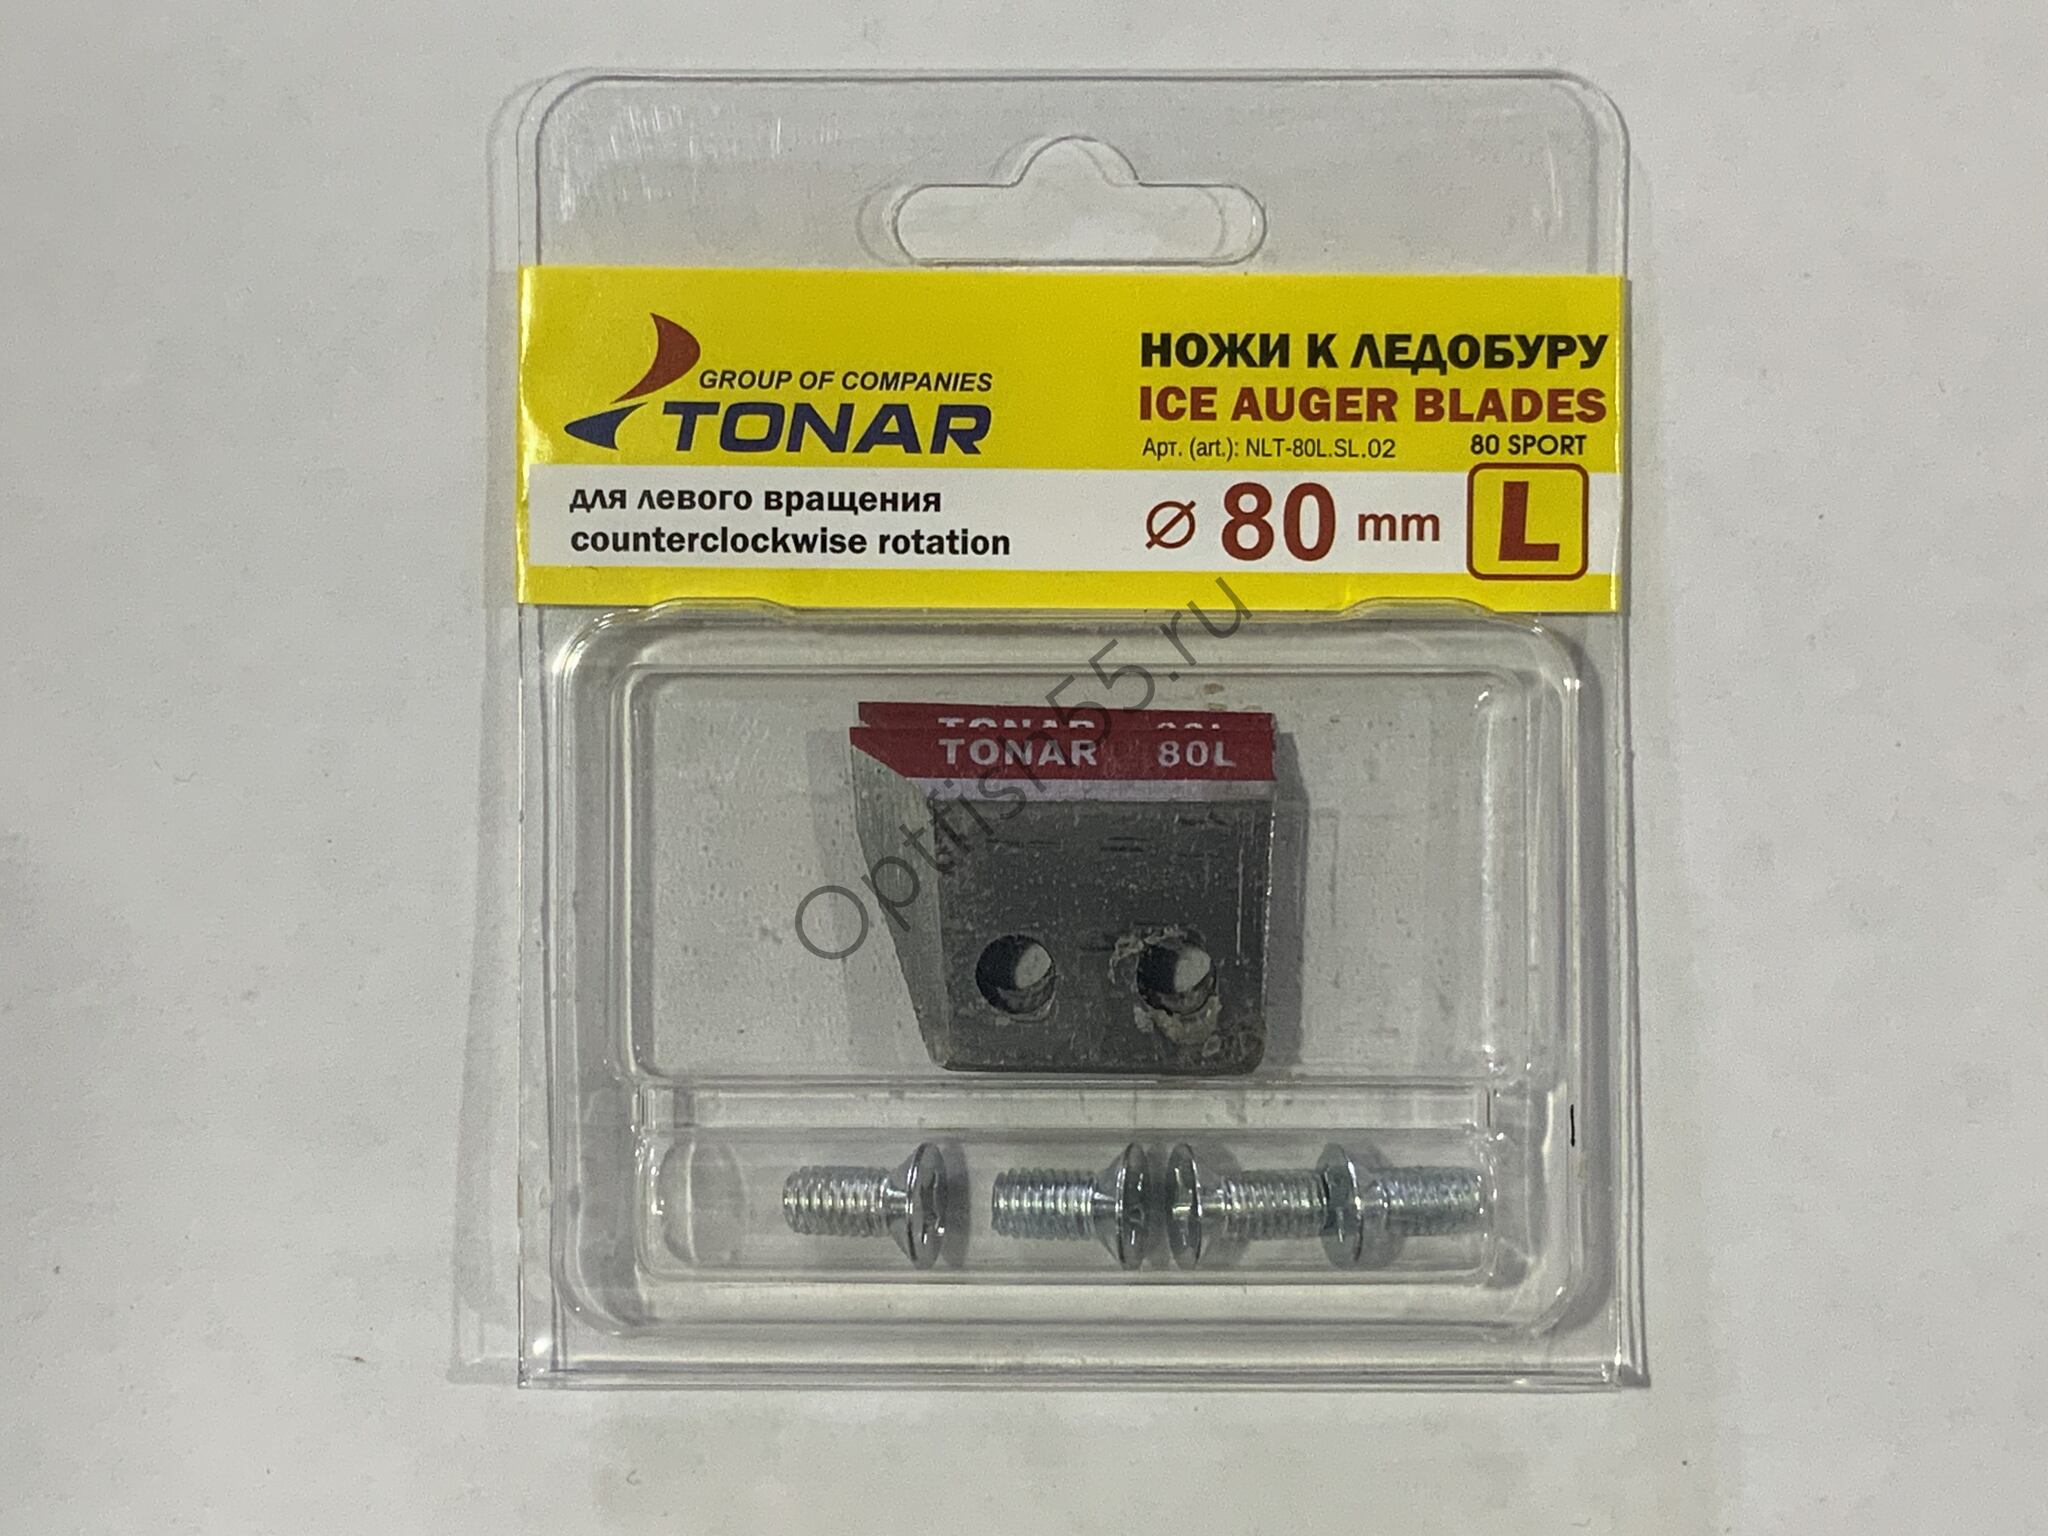 GROUP OF COMPANIES
TONAR
НОЖИ К ЛЕДОБУРУ
ICE AUGER BLADES
Арт. (art.): NLT-80L.SL.02 80 SPORT
для левого вращения
counterclockwise rotation
⌀ 80 mm L
TONAR 80L
TONAR 80L
Optfish55.ru